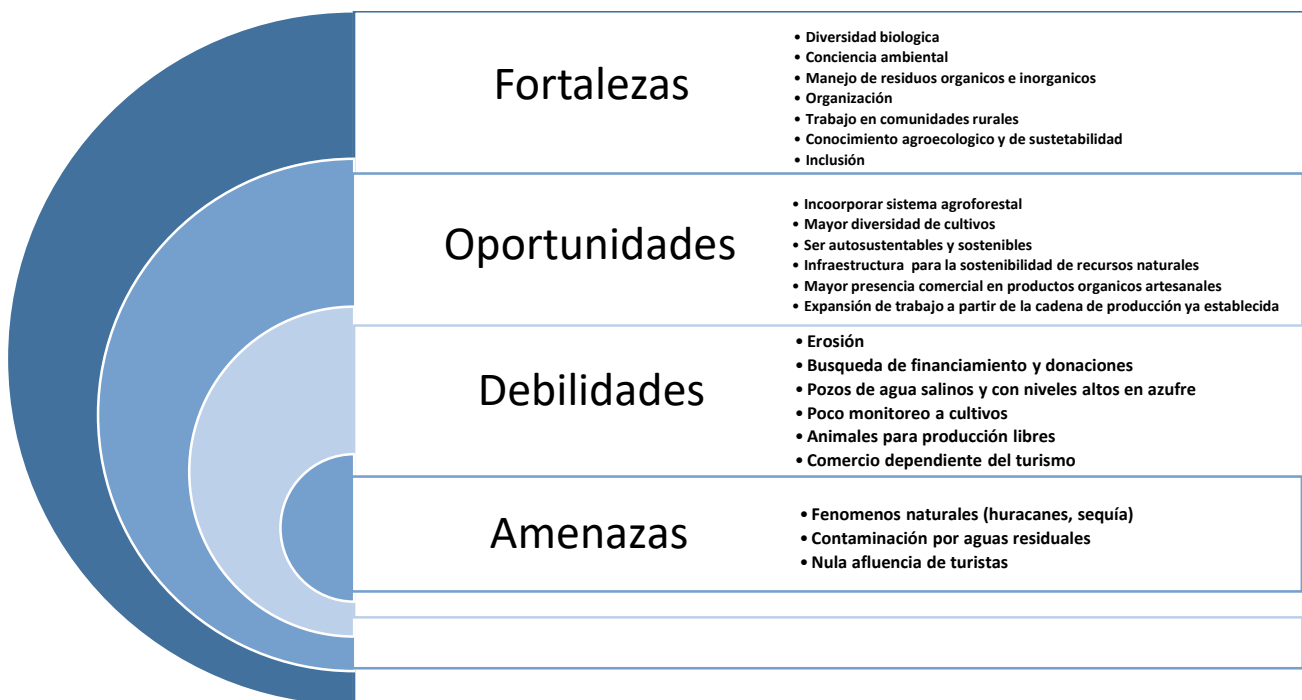 Fortalezas
• Diversidad biologica
• Conciencia ambiental
• Manejo de residuos organicos e inorganicos
• Organización
• Trabajo en comunidades rurales
• Conocimiento agroecologico y de sustetabilidad
• Inclusión
Oportunidades
• Incoorporar sistema agroforestal
• Mayor diversidad de cultivos
• Ser autosustentables y sostenibles
• Infraestructura para la sostenibilidad de recursos naturales
• Mayor presencia comercial en productos organicos artesanales
• Expansión de trabajo a partir de la cadena de producción ya establecida
Debilidades
• Erosión
• Busqueda de financiamiento y donaciones
• Pozos de agua salinos y con niveles altos en azufre
• Poco monitoreo a cultivos
• Animales para producción libres
• Comercio dependiente del turismo
Amenazas
• Fenomenos naturales (huracanes, sequía)
• Contaminación por aguas residuales
• Nula afluencia de turistas